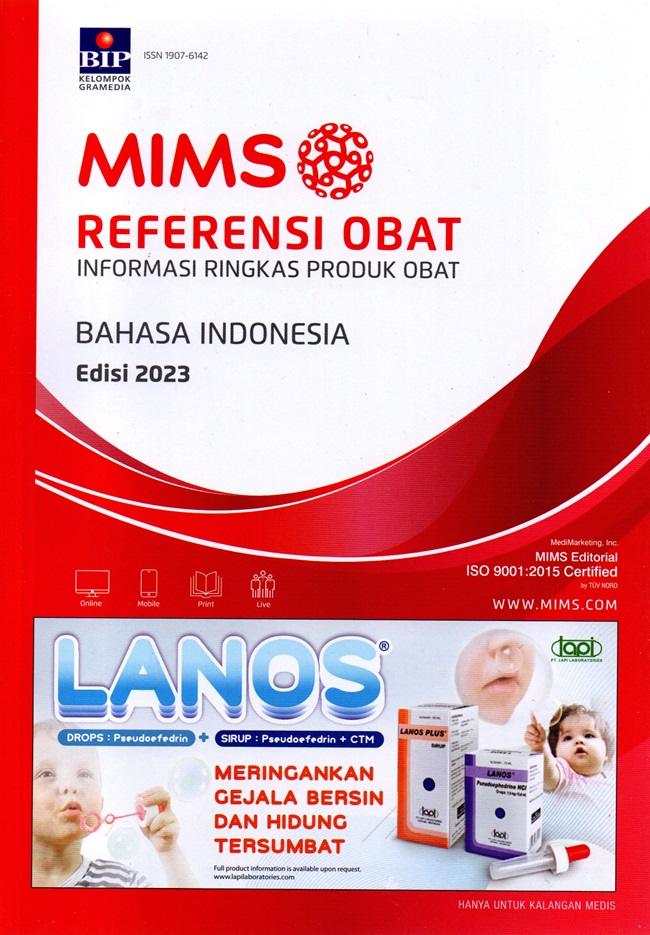 BIP
KELOMPOK
GRAMEDIA
ISSN 1907-6142
MIMS
REFERENSI OBAT
INFORMASI RINGKAS PRODUK OBAT
BAHASA INDONESIA
Edisi 2023
MediMarketing, Inc.
MIMS Editorial
ISO 9001:2015 Certified
by TÜV NORD
Online
Mobile
Print
Live
WWW.MIMS.COM
LANOS®
lapi
PT. LAPI LABORATORIES
DROPS : Pseudoefedrin + SIRUP : Pseudoefedrin + CTM
MERINGANKAN
GEJALA BERSIN
DAN HIDUNG
TERSUMBAT
Full product information is available upon request.
www.lapilaboratories.com
LANOS PLUS®
SIRUP
lapi
LANOS®
Pseudoephedrine HCl
Drops
lapi
HANYA UNTUK KALANGAN MEDIS